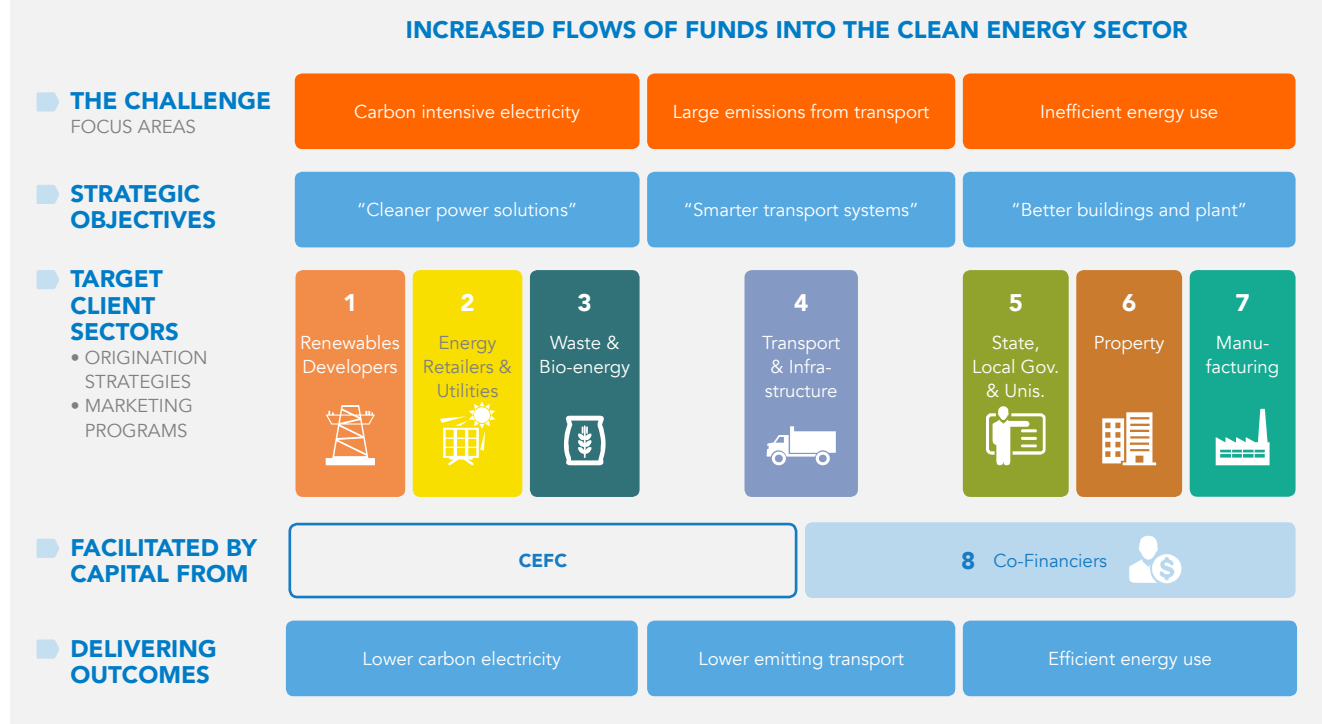 INCREASED FLOWS OF FUNDS INTO THE CLEAN ENERGY SECTOR
THE CHALLENGE
FOCUS AREAS
Carbon intensive electricity
Large emissions from transport
Inefficient energy use
STRATEGIC
OBJECTIVES
“Cleaner power solutions”
“Smarter transport systems”
“Better buildings and plant”
TARGET
CLIENT
SECTORS
• ORIGINATION
STRATEGIES
• MARKETING
PROGRAMS
1
Renewables
Developers
2
Energy
Retailers &
Utilities
3
Waste &
Bio-energy
4
Transport
& Infra-
structure
5
State,
Local Gov.
& Unis.
6
Property
7
Manu-
facturing
FACILITATED BY
CAPITAL FROM
CEFC
8 Co-Financiers
$
DELIVERING
OUTCOMES
Lower carbon electricity
Lower emitting transport
Efficient energy use